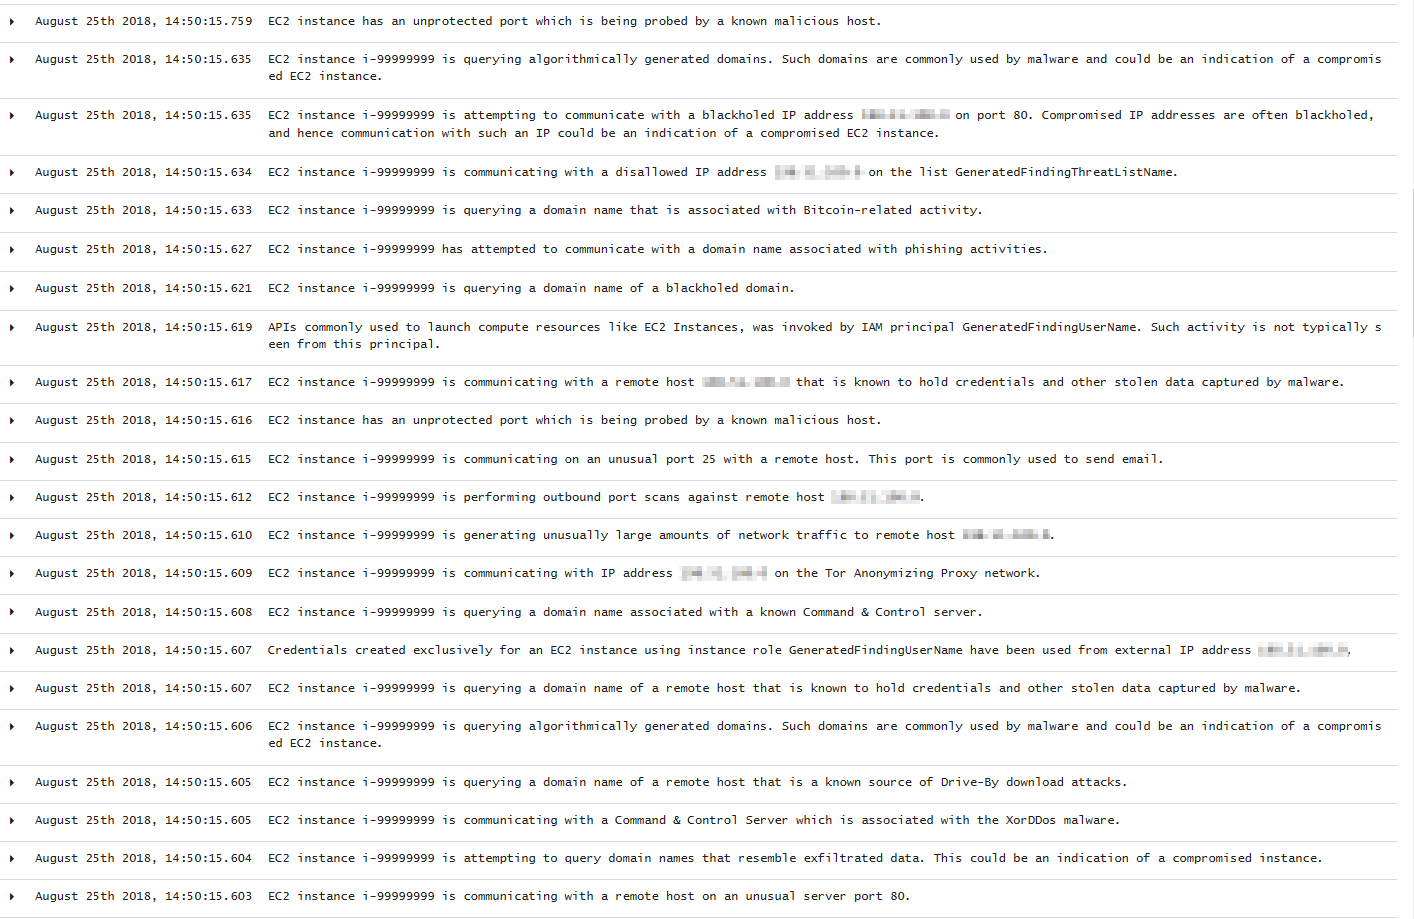 August 25th 2018, 14:50:15.759 EC2 instance has an unprotected port which is being probed by a known malicious host.
August 25th 2018, 14:50:15.635 EC2 instance i-99999999 is querying algorithmically generated domains. Such domains are commonly used by malware and could be an indication of a compromis
ed EC2 instance.
August 25th 2018, 14:50:15.635 EC2 instance i-99999999 is attempting to communicate with a blackholed IP address on port 80. Compromised IP addresses are often blackholed,
and hence communication with such an IP could be an indication of a compromised EC2 instance.
August 25th 2018, 14:50:15.634 EC2 instance i-99999999 is communicating with a disallowed IP address on the list GeneratedFindingThreatListName.
August 25th 2018, 14:50:15.633 EC2 instance i-99999999 is querying a domain name that is associated with Bitcoin-related activity.
August 25th 2018, 14:50:15.627 EC2 instance i-99999999 has attempted to communicate with a domain name associated with phishing activities.
August 25th 2018, 14:50:15.621 EC2 instance i-99999999 is querying a domain name of a blackholed domain.
August 25th 2018, 14:50:15.619 APIs commonly used to launch compute resources like EC2 Instances, was invoked by IAM principal GeneratedFindingUserName. Such activity is not typically s
een from this principal.
August 25th 2018, 14:50:15.617 EC2 instance i-99999999 is communicating with a remote host that is known to hold credentials and other stolen data captured by malware.
August 25th 2018, 14:50:15.616 EC2 instance has an unprotected port which is being probed by a known malicious host.
August 25th 2018, 14:50:15.615 EC2 instance i-99999999 is communicating on an unusual port 25 with a remote host. This port is commonly used to send email.
August 25th 2018, 14:50:15.612 EC2 instance i-99999999 is performing outbound port scans against remote host .
August 25th 2018, 14:50:15.610 EC2 instance i-99999999 is generating unusually large amounts of network traffic to remote host .
August 25th 2018, 14:50:15.609 EC2 instance i-99999999 is communicating with IP address on the Tor Anonymizing Proxy network.
August 25th 2018, 14:50:15.608 EC2 instance i-99999999 is querying a domain name associated with a known Command & Control server.
August 25th 2018, 14:50:15.607 Credentials created exclusively for an EC2 instance using instance role GeneratedFindingUserName have been used from external IP address .
August 25th 2018, 14:50:15.607 EC2 instance i-99999999 is querying a domain name of a remote host that is known to hold credentials and other stolen data captured by malware.
August 25th 2018, 14:50:15.606 EC2 instance i-99999999 is querying algorithmically generated domains. Such domains are commonly used by malware and could be an indication of a compromis
ed EC2 instance.
August 25th 2018, 14:50:15.605 EC2 instance i-99999999 is querying a domain name of a remote host that is a known source of Drive-By download attacks.
August 25th 2018, 14:50:15.605 EC2 instance i-99999999 is communicating with a Command & Control Server which is associated with the XorDDos malware.
August 25th 2018, 14:50:15.604 EC2 instance i-99999999 is attempting to query domain names that resemble exfiltrated data. This could be an indication of a compromised instance.
August 25th 2018, 14:50:15.603 EC2 instance i-99999999 is communicating with a remote host on an unusual server port 80.